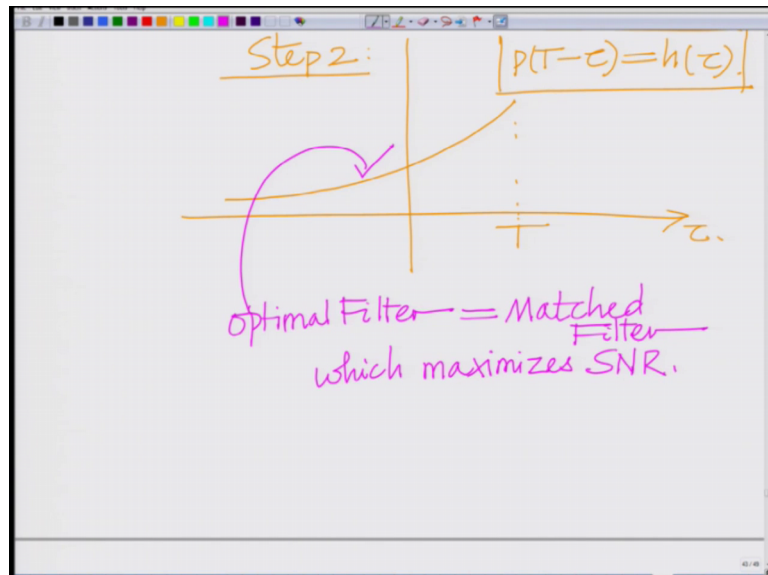 Step 2:
p(T-τ)=h(τ).
T
τ.
Optimal Filter = Matched
Filter
which maximizes SNR.